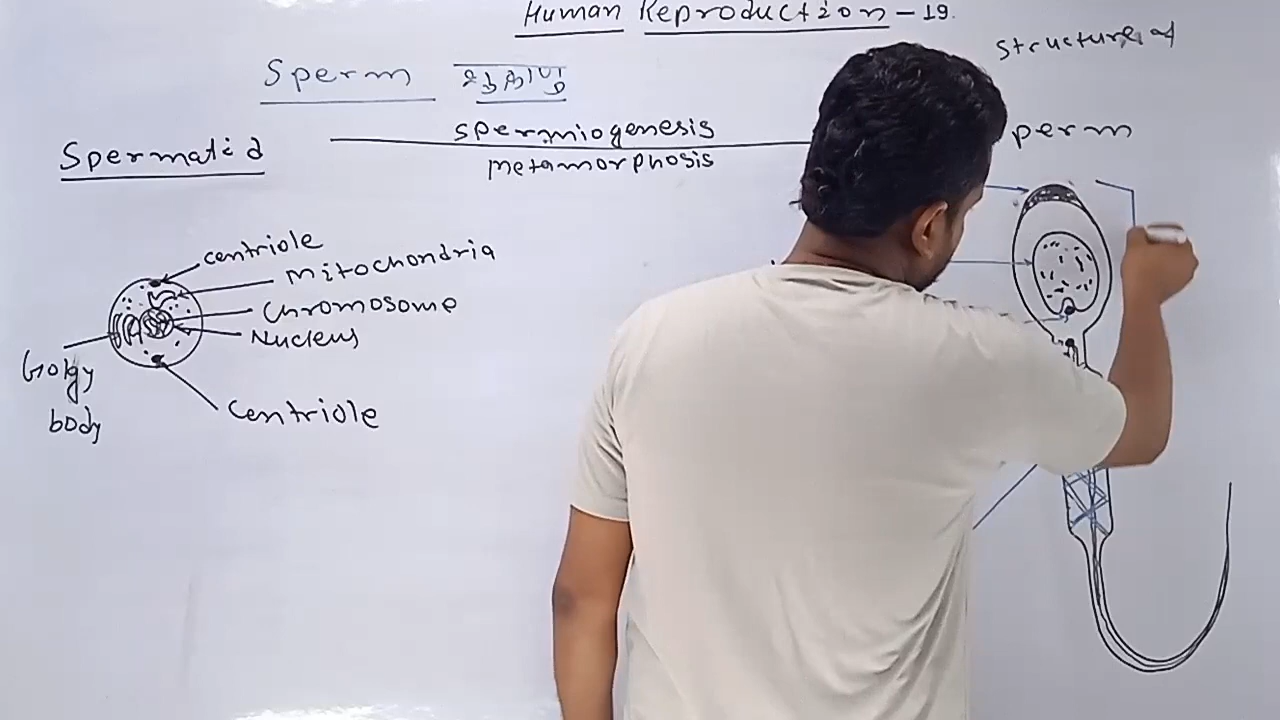 Human Reproduction - 19.
Structure of
Sperm
spermiogenesis
perm
Spermatid
metamorphosis
centriole
Mitochondria
Chromosome
Nucleus
Golgy
body
Centriole